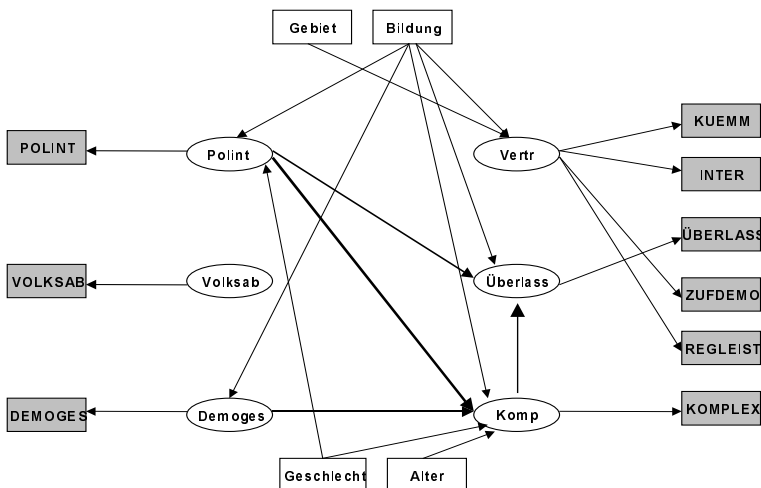 Gebiet
Bildung
KUEMM
POLINT
Polint
Vertr
INTER
ÜBERLASS
VOLKSAB
Volksab
Überlass
ZUFDEMO
REGLEIST
DEMOGES
Demoges
Komp
KOMPLEX
Geschlecht
Alter